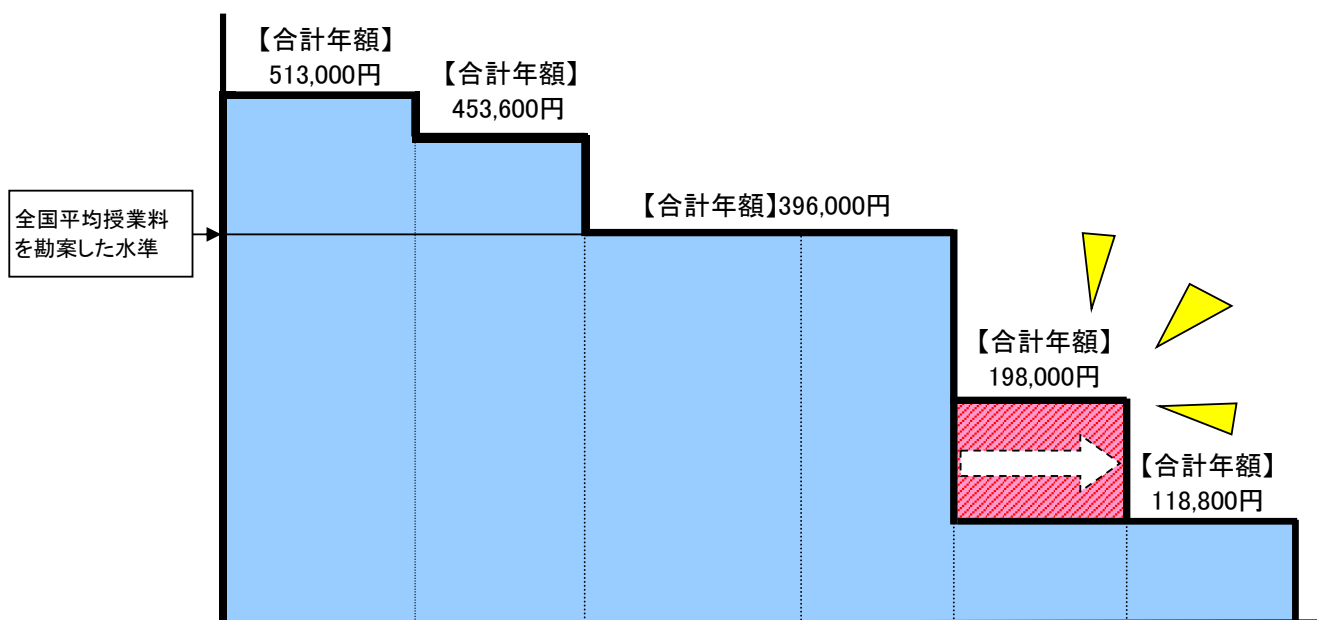 【合計年額】
513,000円
【合計年額】
453,600円
【合計年額】396,000円
全国平均授業料
を勘案した水準
【合計年額】
198,000円
【合計年額】
118,800円